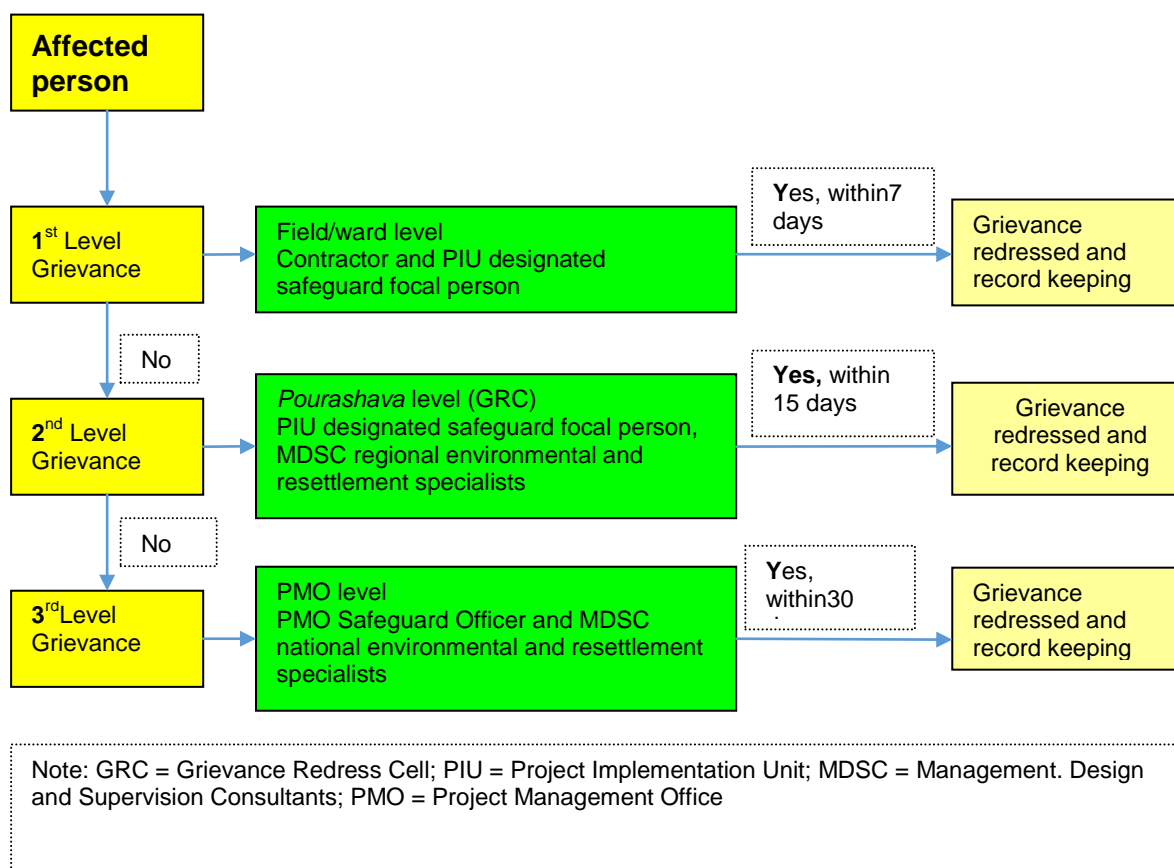 Affected
person
1st Level
Grievance
Field/ward level
Contractor and PIU designated
safeguard focal person
Yes, within7
days
Grievance
redressed and
record keeping
No
2nd Level
Grievance
Pourashava level (GRC)
PIU designated safeguard focal person,
MDSC regional environmental and
resettlement specialists
Yes, within
15 days
Grievance
redressed and
record keeping
No
3rdLevel
Grievance
PMO level
PMO Safeguard Officer and MDSC
national environmental and resettlement
specialists
Yes,
within30
Grievance
redressed and
record keeping
Note: GRC = Grievance Redress Cell; PIU = Project Implementation Unit; MDSC = Management. Design
and Supervision Consultants; PMO = Project Management Office